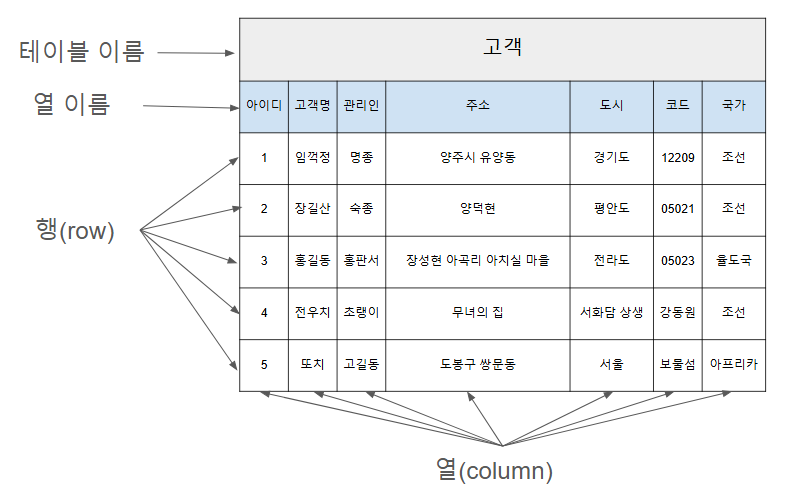 고객
테이블 이름
열 이름
아이디 고객명 관리인 주소 도시 코드 국가
1 임꺽정 명종 양주시 유양동 경기도 12209 조선
2 장길산 숙종 양덕현 평안도 05021 조선
행(row)
3 홍길동 홍판서 장성현 아곡리 아치실 마을 전라도 05023 율도국
4 전우치 초랭이 무녀의 집 서화담 상생 강동원 조선
5 또치 고길동 도봉구 쌍문동 서울 보물섬 아프리카
열(column)